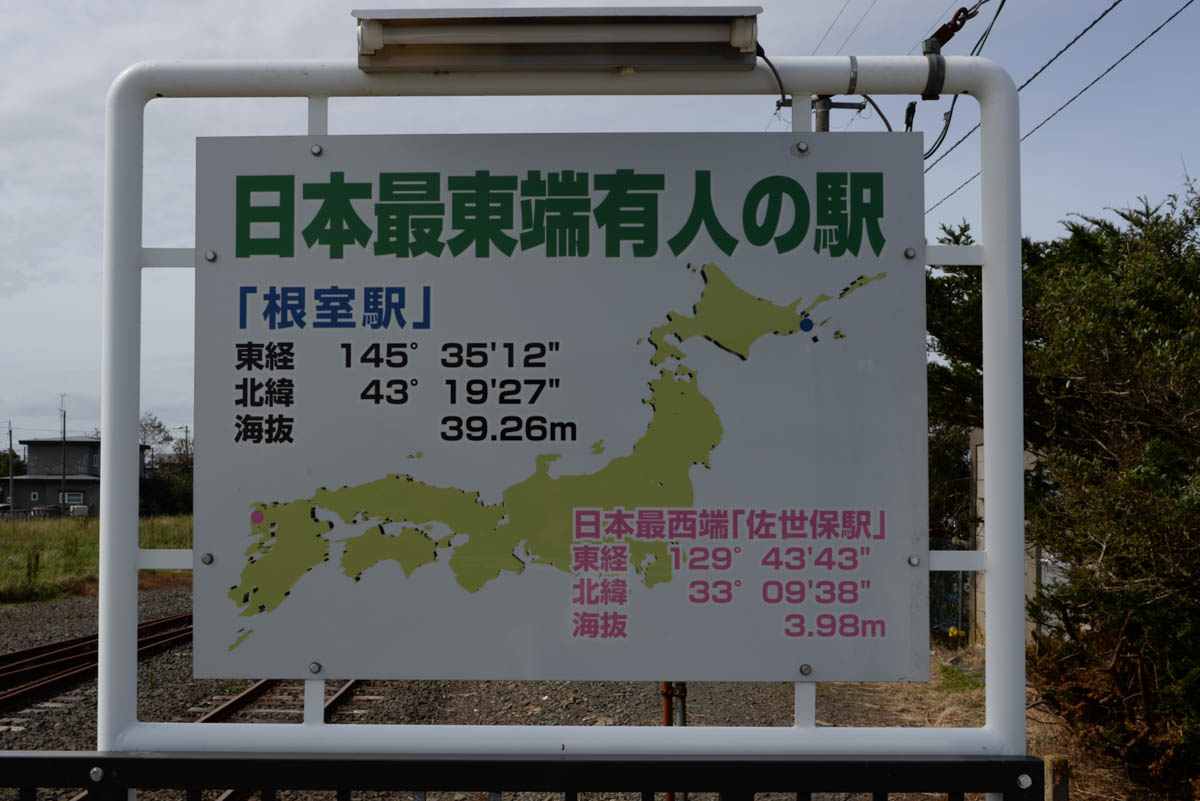 日本最東端有人の駅
「根室駅」
東経 145° 35'12"
北緯 43° 19'27"
海抜 39.26m
日本最西端「佐世保駅」
東経 129° 43'43"
北緯 33° 09'38"
海抜 3.98m